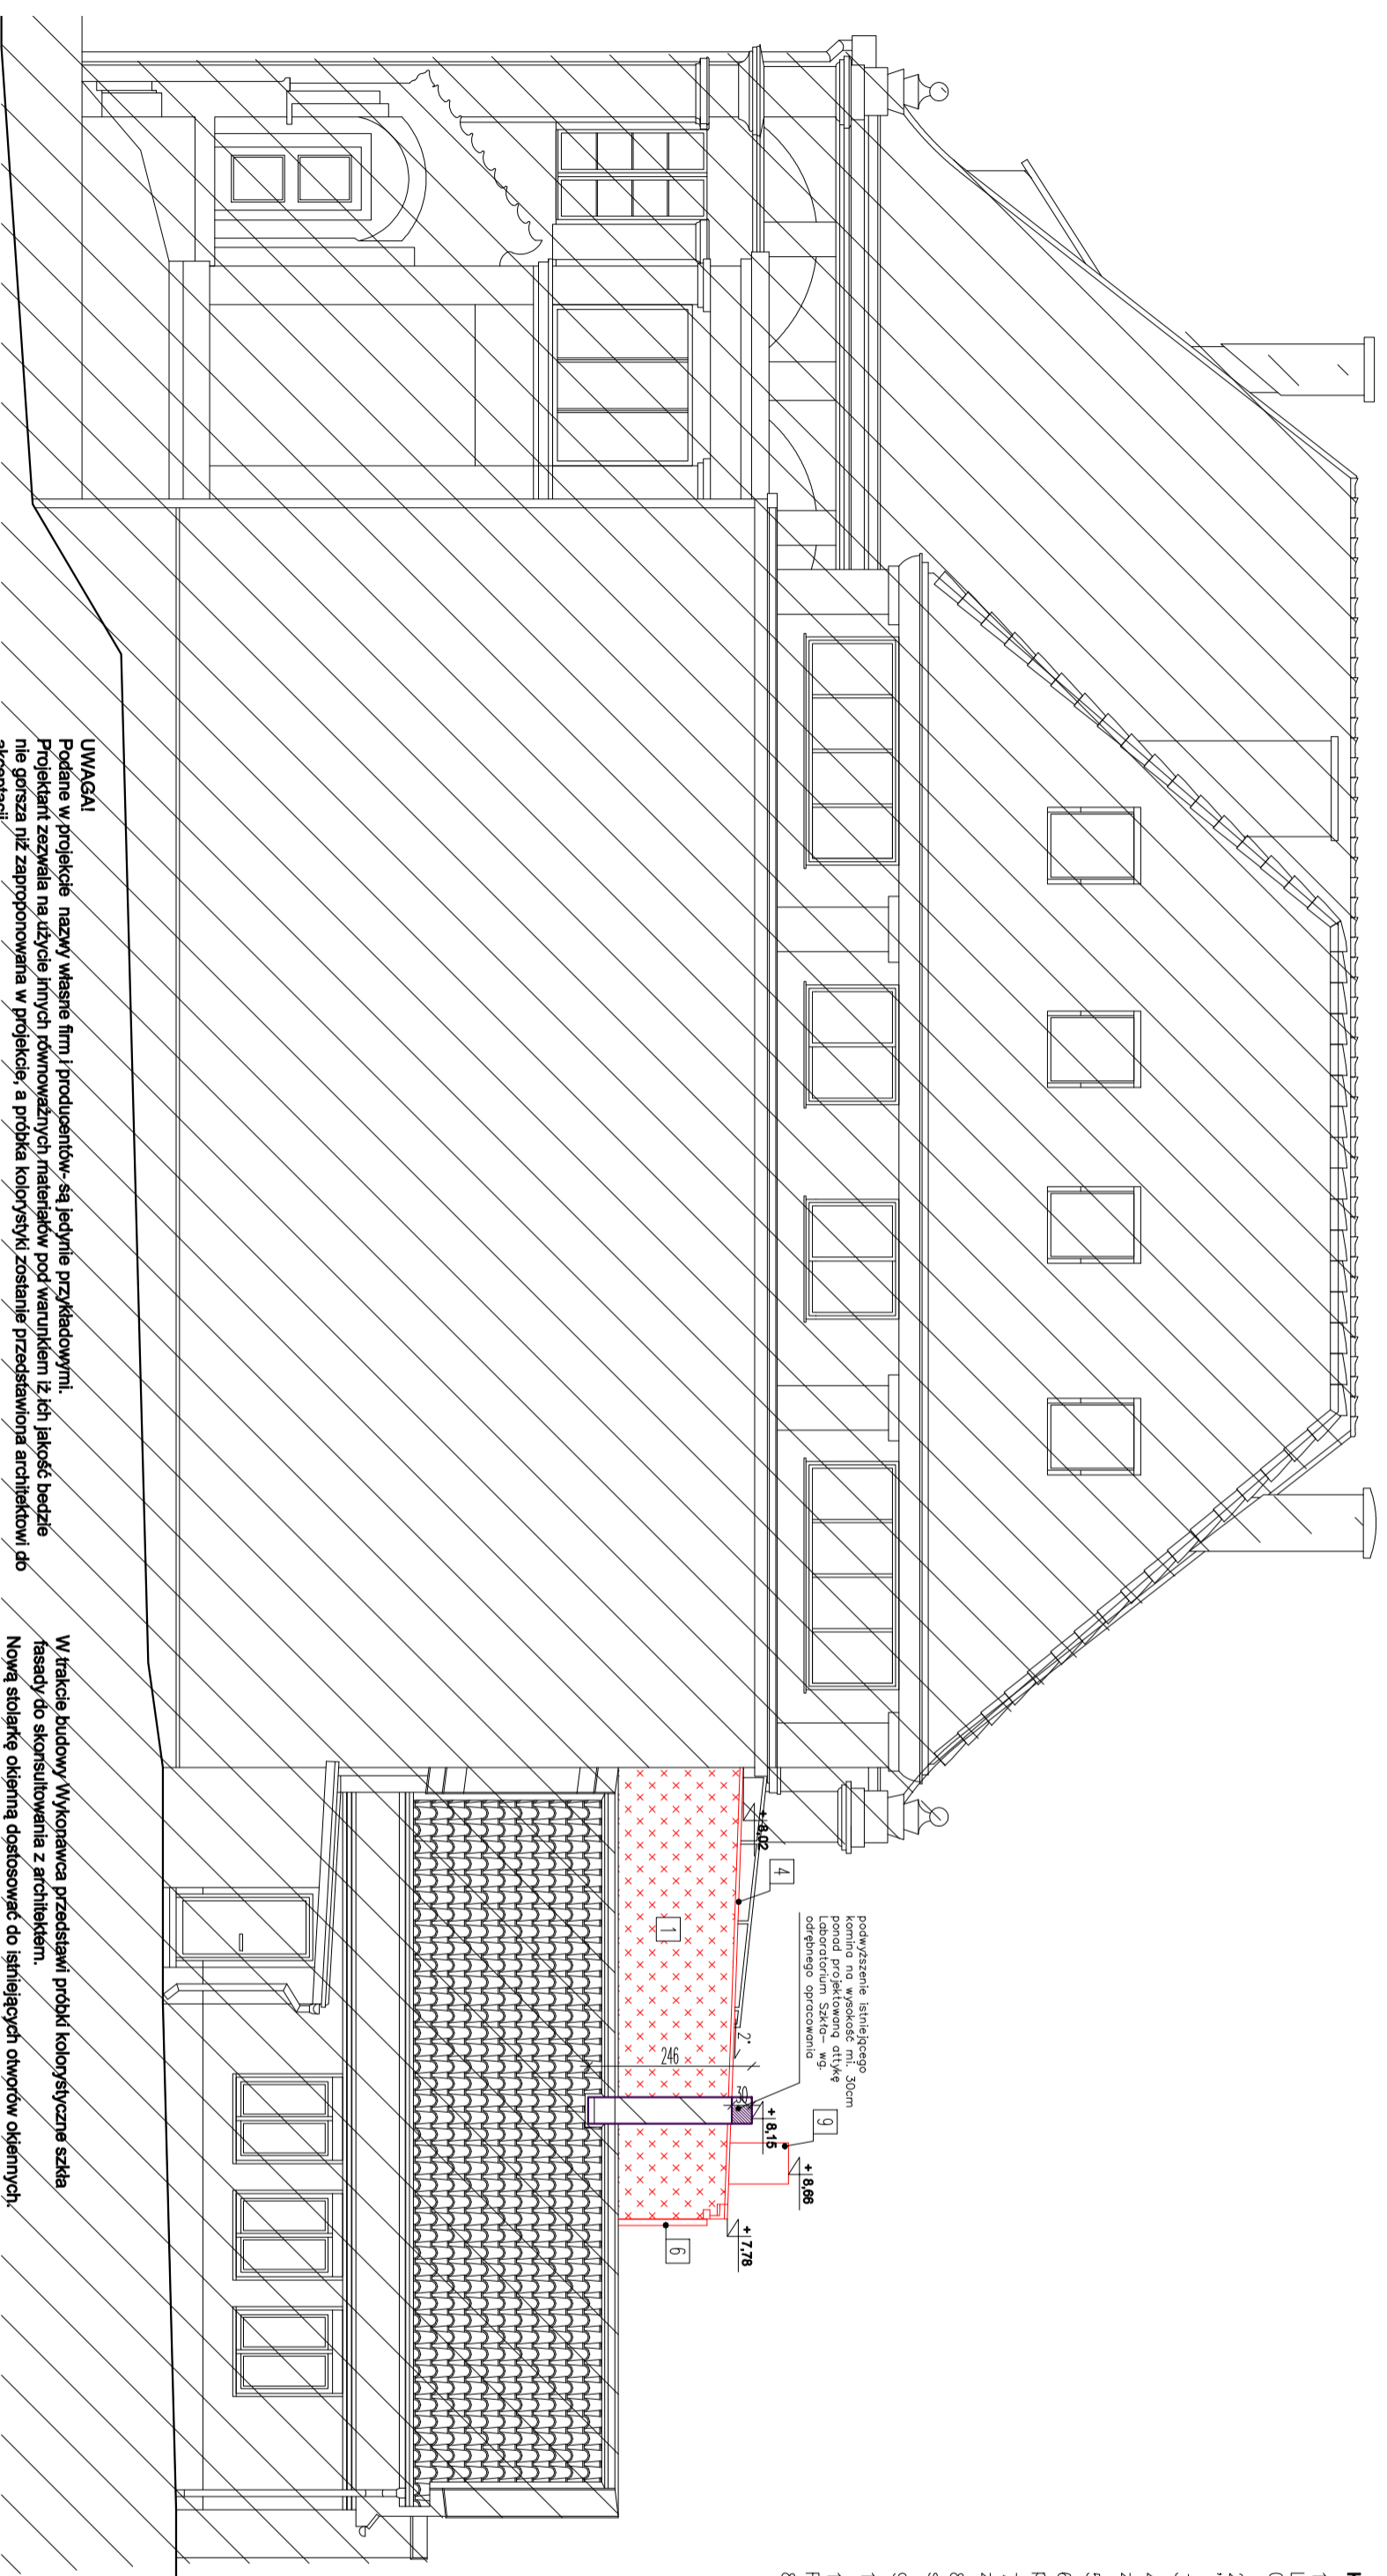 podwyższenie istniejącego
komina na wysokość mi. 30cm
ponad projektowaną attykę
Laboratorium Szkła- wg.
odrębnego opracowania
9
+ 8,66
4
+ 8,02
2°
+ 8,15
+ 7,78
30
246
1
6
UWAGA!
Podane w projekcie nazwy własne firm i producentów- są jedynie przykładowymi.
Projektant zezwala na użycie innych równoważnych materiałów pod warunkiem iż ich jakość bedzie
nie gorsza niż zaproponowana w projekcie, a próbka kolorystyki zostanie przedstawiona architektowi do
akceptacji
W trakcie budowy Wykonawca przedstawi próbki kolorystyczne szkła
fasady do skonsultowania z architektem.
Nową stolarkę okienną dostosować do istniejących otworów okiennych.